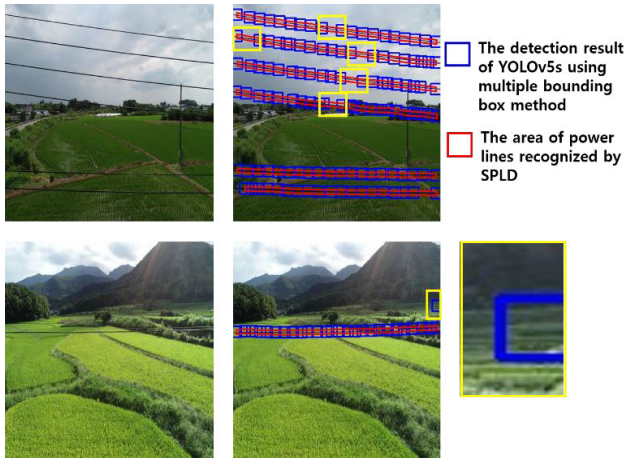 The detection result
of YOLOv5s using
multiple bounding
box method
The area of power
lines recognized by
SPLD